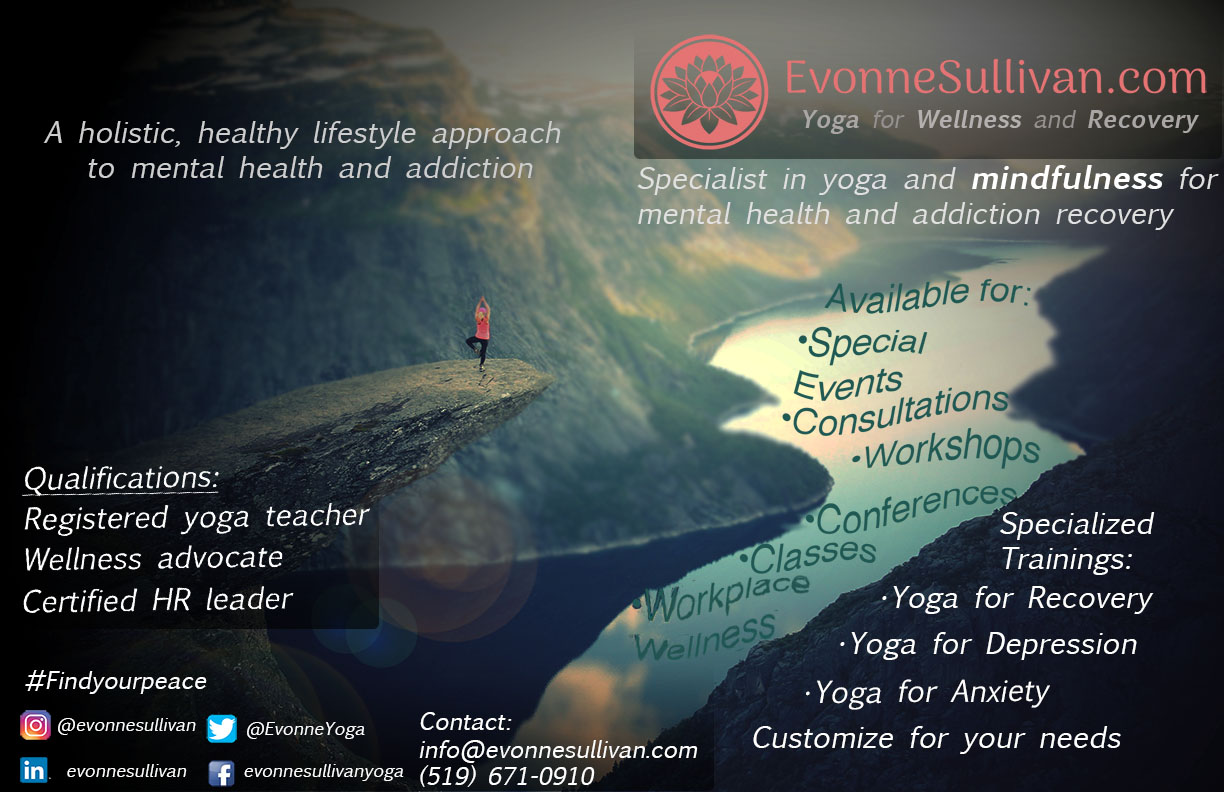 EvonneSullivan.com
Yoga for Wellness and Recovery
A holistic, healthy lifestyle approach
to mental health and addiction
Specialist in yoga and mindfulness for
mental health and addiction recovery
Available for:
•Special
Events
•Consultations
•Workshops
•Conferences
•Classes
•Workplace
Wellness
Qualifications:
Registered yoga teacher
Wellness advocate
Certified HR leader
Specialized
Trainings:
·Yoga for Recovery
·Yoga for Depression
·Yoga for Anxiety
Customize for your needs
#Findyourpeace
@evonnesullivan
@EvonneYoga
in evonnesullivan
f evonnesullivanyoga
Contact:
info@evonnesullivan.com
(519) 671-0910